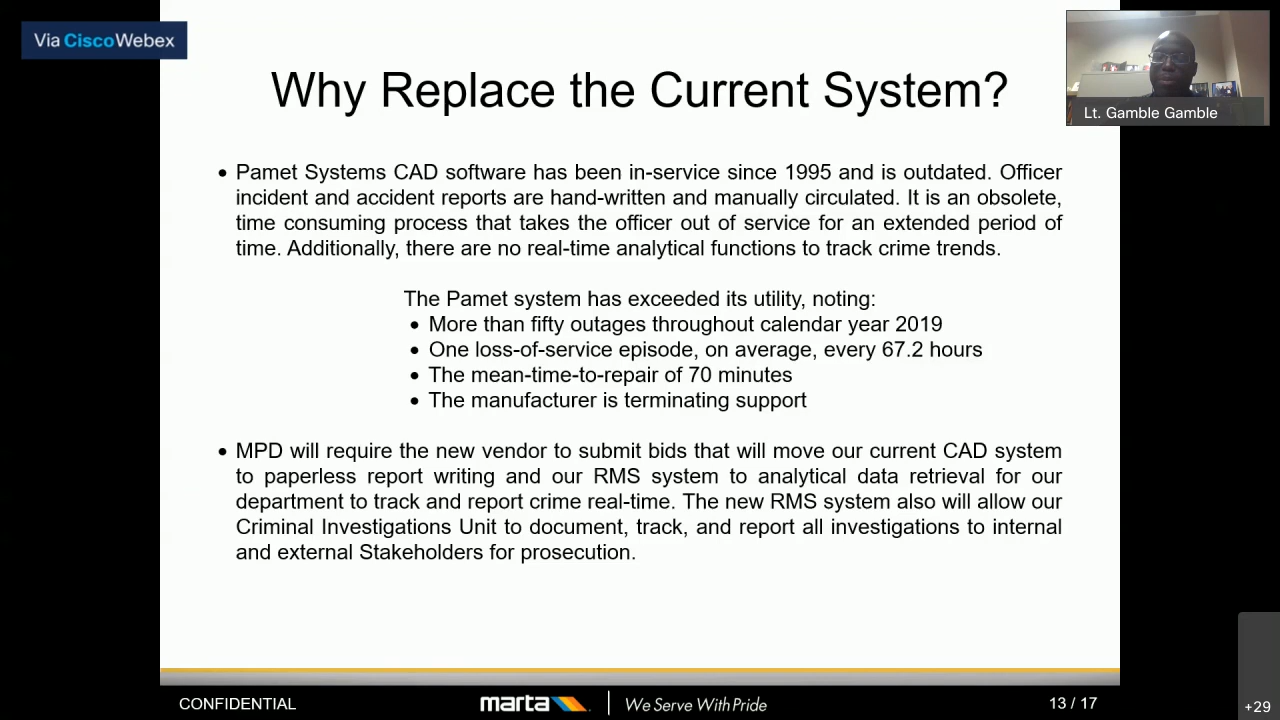 Via CiscoWebex
Why Replace the Current System?
Lt. Gamble Gamble
• Pamet Systems CAD software has been in-service since 1995 and is outdated. Officer
incident and accident reports are hand-written and manually circulated. It is an obsolete,
time consuming process that takes the officer out of service for an extended period of
time. Additionally, there are no real-time analytical functions to track crime trends.
The Pamet system has exceeded its utility, noting:
• More than fifty outages throughout calendar year 2019
• One loss-of-service episode, on average, every 67.2 hours
• The mean-time-to-repair of 70 minutes
• The manufacturer is terminating support
• MPD will require the new vendor to submit bids that will move our current CAD system
to paperless report writing and our RMS system to analytical data retrieval for our
department to track and report crime real-time. The new RMS system also will allow our
Criminal Investigations Unit to document, track, and report all investigations to internal
and external Stakeholders for prosecution.
CONFIDENTIAL
marta
We Serve With Pride
13 / 17
+29